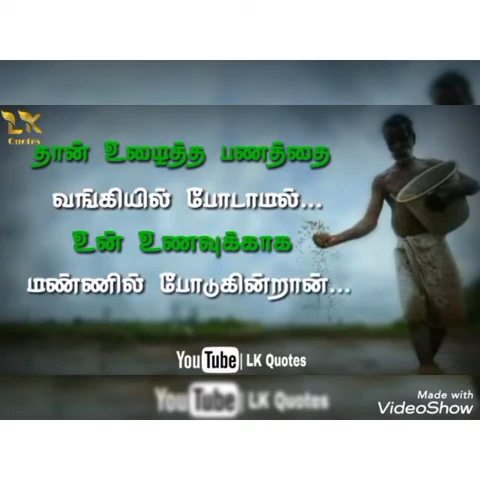 LK
Quotes
தான் உழைத்த பணத்தை
வங்கியில் போடாமல்...
உன் உணவுக்காக
மண்ணில் போடுகின்றான்...
YouTube | LK Quotes
YouTube | LK Quotes
Made with
VideoShow